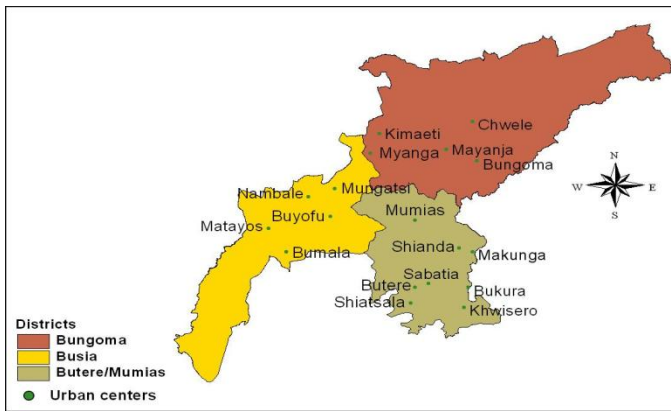 Chwele
Kimaeti
Mayanja
Myanga
Bungoma
N
W E
S
Mungatsi
Nambale
Buyofu
Mumias
Matayos
Shianda
Makunga
Bumala
Sabatia
Butere
Bukura
Shiatsala
Khwisero
Districts
Bungoma
Busia
Butere/Mumias
Urban centers